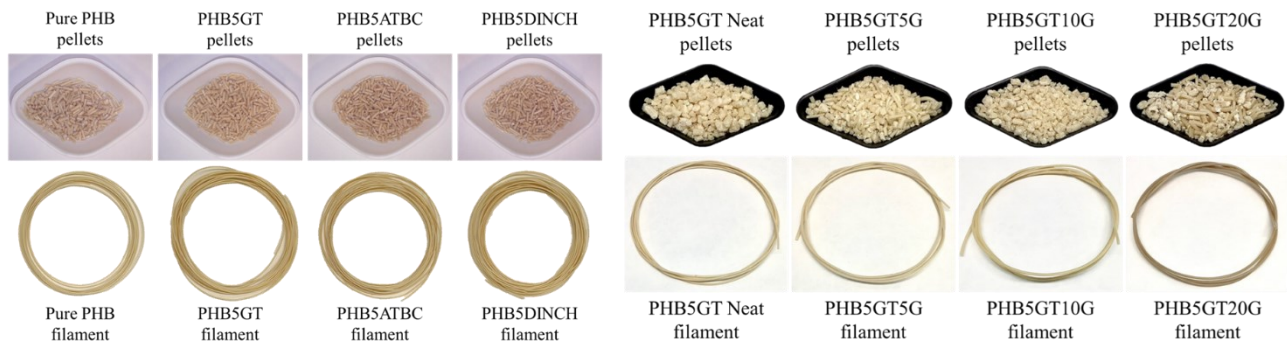 Pure PHB
pellets
PHB5GT
pellets
PHB5ATBC
pellets
PHB5DINCH
pellets
PHB5GT Neat
pellets
PHB5GT5G
pellets
PHB5GT10G
pellets
PHB5GT20G
pellets
Pure PHB
filament
PHB5GT
filament
PHB5ATBC
filament
PHB5DINCH
filament
PHB5GT Neat
filament
PHB5GT5G
filament
PHB5GT10G
filament
PHB5GT20G
filament